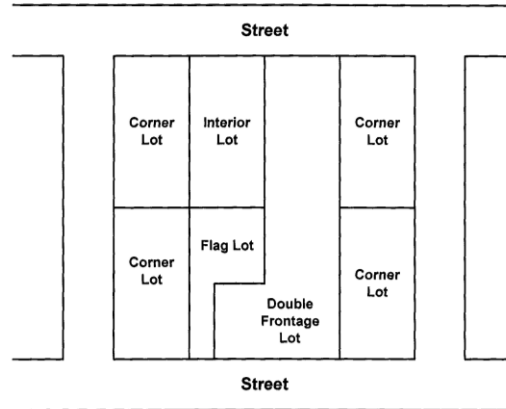 Street
Corner
Lot
Interior
Lot
Corner
Lot
Corner
Lot
Flag Lot
Corner
Lot
Double
Frontage
Lot
Street